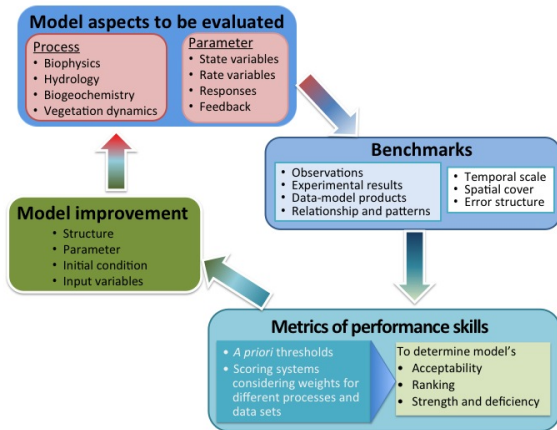 Model aspects to be evaluated
Process
• Biophysics
• Hydrology
• Biogeochemistry
• Vegetation dynamics
Parameter
• State variables
• Rate variables
• Responses
• Feedback
Benchmarks
• Observations
• Experimental results
• Data-model products
• Relationship and patterns
• Temporal scale
• Spatial cover
• Error structure
Metrics of performance skills
• A priori thresholds
• Scoring systems
considering weights for
different processes and
data sets
To determine model's
• Acceptability
• Ranking
• Strength and deficiency
Model improvement
• Structure
• Parameter
• Initial condition
• Input variables